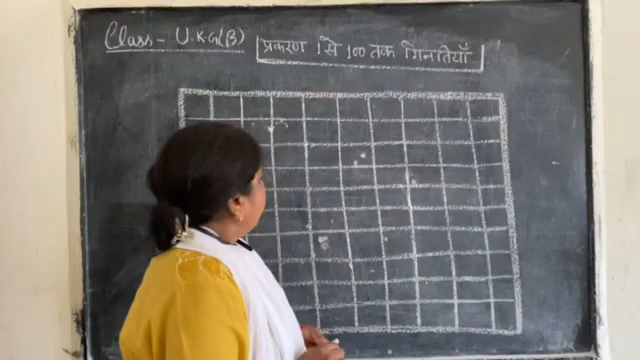 Class - U.K.G(B)
प्रकरण 1 से 100 तक गिनतियाँ